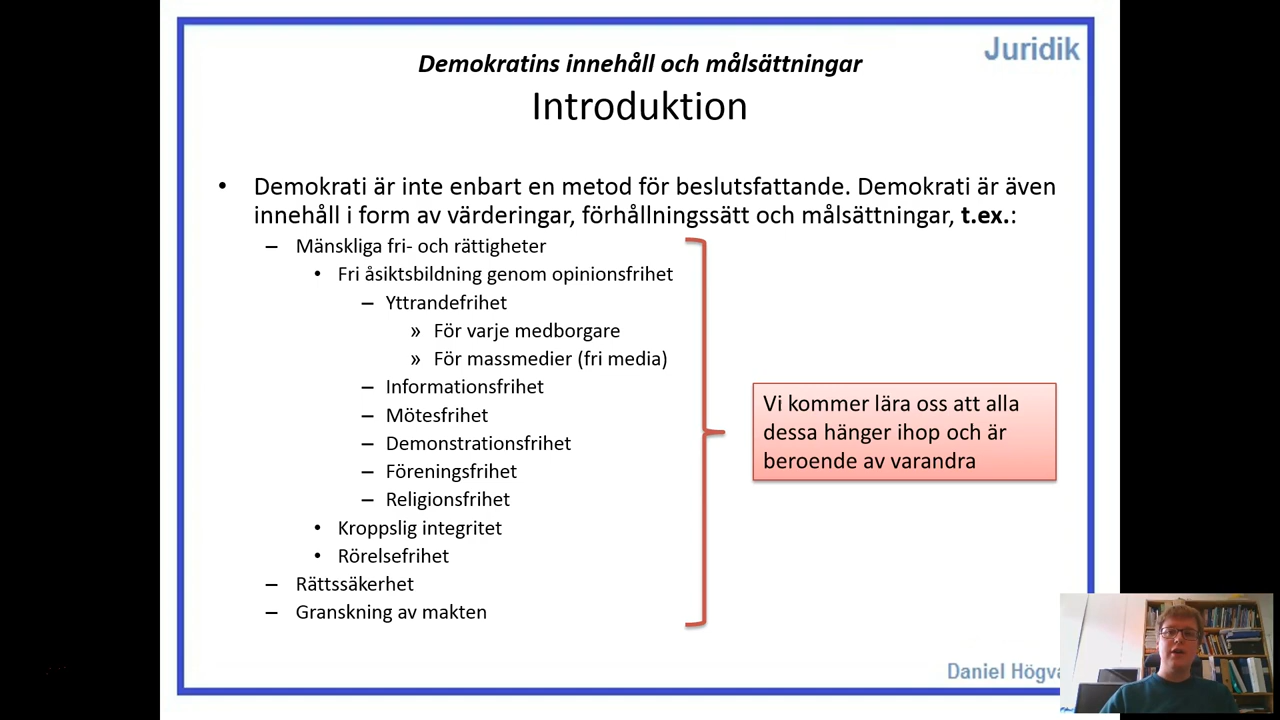 Juridik
Demokratins innehåll och målsättningar
Introduktion
• Demokrati är inte enbart en metod för beslutsfattande. Demokrati är även
innehåll i form av värderingar, förhållningssätt och målsättningar, t.ex.:
– Mänskliga fri- och rättigheter
• Fri åsiktsbildning genom opinionsfrihet
– Yttrandefrihet
» För varje medborgare
» För massmedier (fri media)
– Informationsfrihet
– Mötesfrihet
– Demonstrationsfrihet
– Föreningsfrihet
– Religionsfrihet
• Kroppslig integritet
• Rörelsefrihet
– Rättssäkerhet
– Granskning av makten
Vi kommer lära oss att alla
dessa hänger ihop och är
beroende av varandra
Daniel